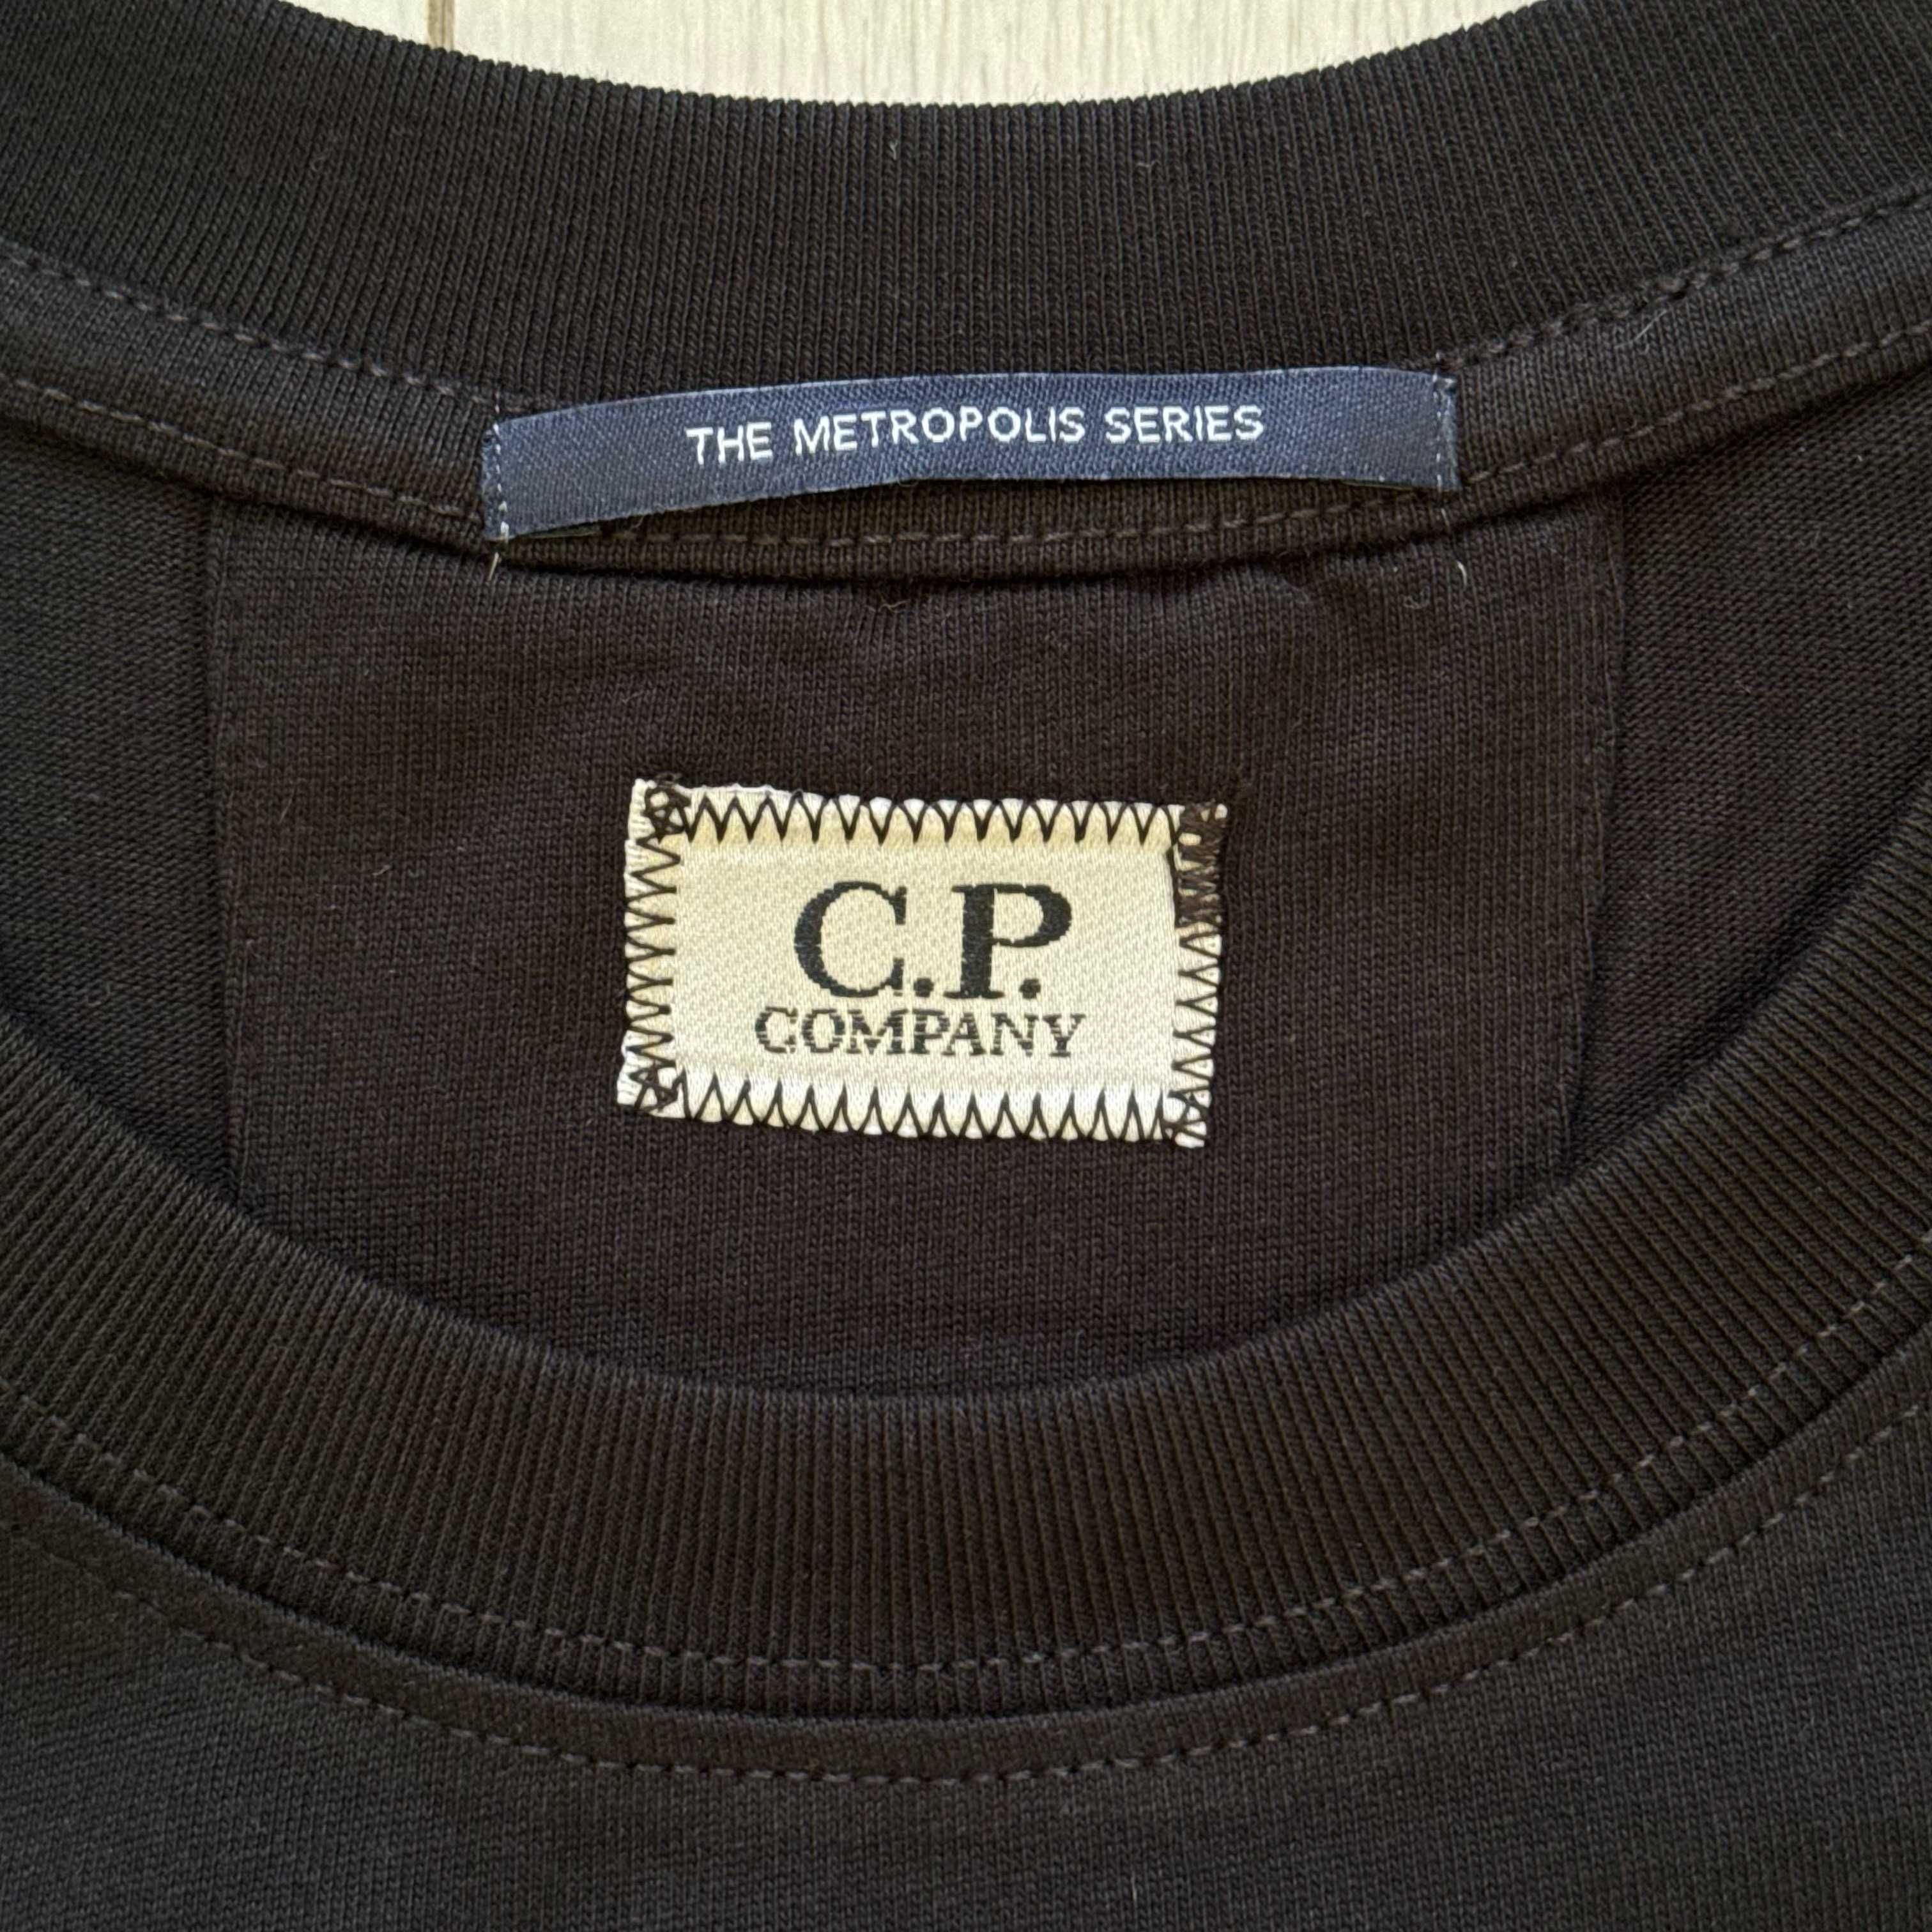 THE METROPOLIS SERIES
C.P.
COMPANY